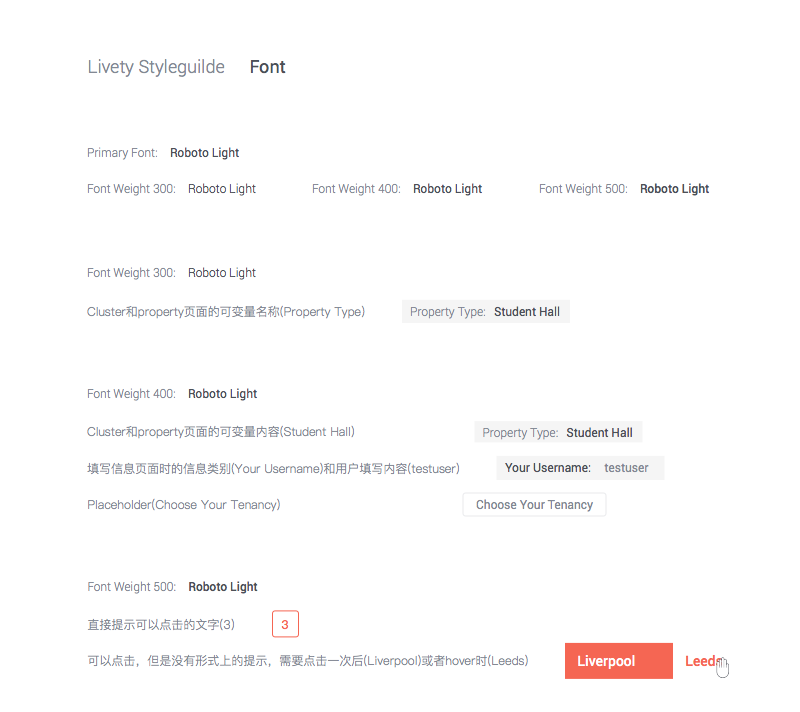 Livety Styleguilde Font
Primary Font: Roboto Light
Font Weight 300: Roboto Light Font Weight 400: Roboto Light Font Weight 500: Roboto Light
Font Weight 300: Roboto Light
Cluster和property页面的可变量名称(Property Type) Property Type: Student Hall
Font Weight 400: Roboto Light
Cluster和property页面的可变量内容(Student Hall) Property Type: Student Hall
填写信息页面时的信息类别(Your Username)和用户填写内容(testuser) Your Username: testuser
Placeholder(Choose Your Tenancy) Choose Your Tenancy
Font Weight 500: Roboto Light
直接提示可以点击的文字(3) 3
可以点击，但是没有形式上的提示，需要点击一次后(Liverpool)或者hover时(Leeds) Liverpool Leeds